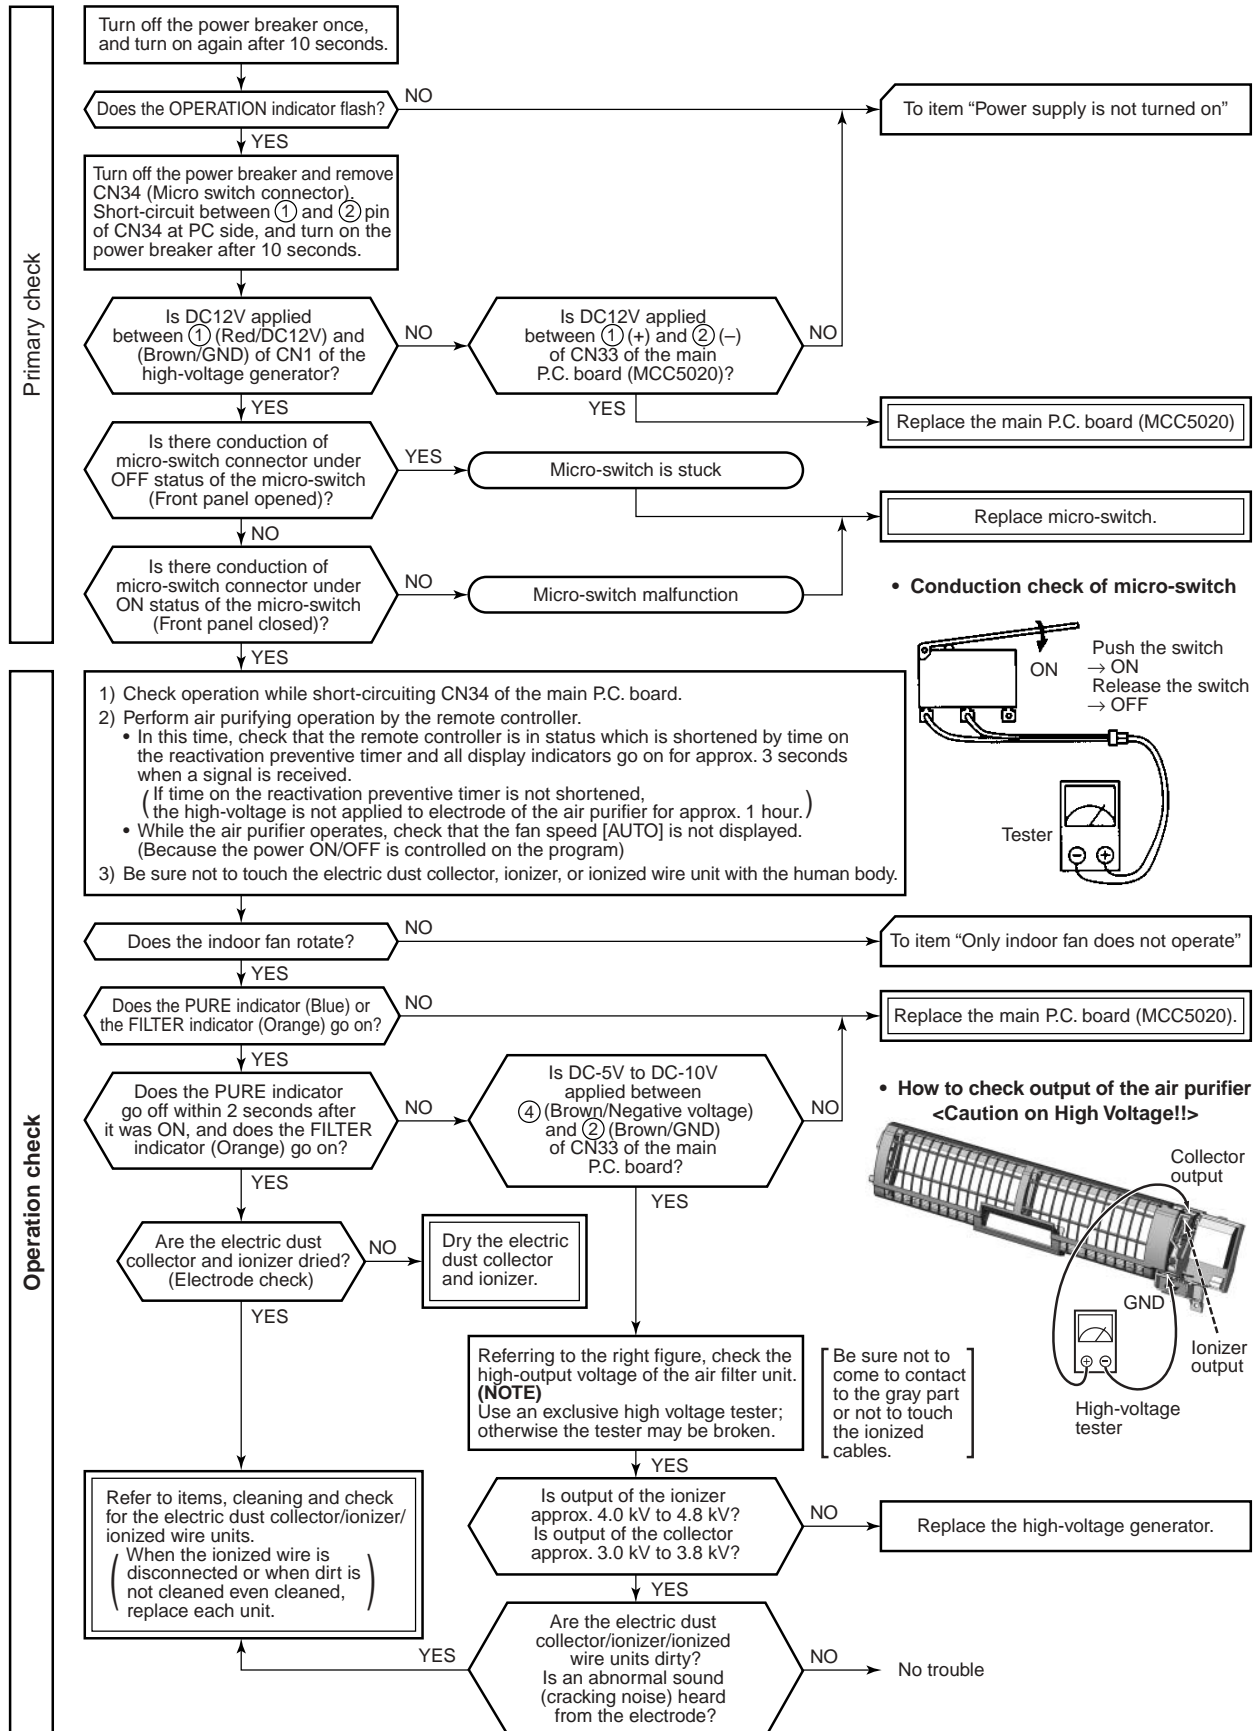 Primary check
Turn off the power breaker once,
and turn on again after 10 seconds.
Does the OPERATION indicator flash?
NO
To item “Power supply is not turned on”
YES
Turn off the power breaker and remove
CN34 (Micro switch connector).
Short-circuit between ① and ② pin
of CN34 at PC side, and turn on the
power breaker after 10 seconds.
Is DC12V applied
between ① (Red/DC12V) and
(Brown/GND) of CN1 of the
high-voltage generator?
NO
Is DC12V applied
between ① (+) and ② (–)
of CN33 of the main
P.C. board (MCC5020)?
NO
YES
YES
Replace the main P.C. board (MCC5020)
Is there conduction of
micro-switch connector under
OFF status of the micro-switch
(Front panel opened)?
YES
Micro-switch is stuck
Replace micro-switch.
NO
Is there conduction of
micro-switch connector under
ON status of the micro-switch
(Front panel closed)?
NO
Micro-switch malfunction
YES
• Conduction check of micro-switch
ON
Push the switch
→ ON
Release the switch
→ OFF
Tester
Operation check
1) Check operation while short-circuiting CN34 of the main P.C. board.
2) Perform air purifying operation by the remote controller.
• In this time, check that the remote controller is in status which is shortened by time on
the reactivation preventive timer and all display indicators go on for approx. 3 seconds
when a signal is received.
(If time on the reactivation preventive timer is not shortened,
the high-voltage is not applied to electrode of the air purifier for approx. 1 hour.)
• While the air purifier operates, check that the fan speed [AUTO] is not displayed.
(Because the power ON/OFF is controlled on the program)
3) Be sure not to touch the electric dust collector, ionizer, or ionized wire unit with the human body.
Does the indoor fan rotate?
NO
To item “Only indoor fan does not operate”
YES
Does the PURE indicator (Blue) or
the FILTER indicator (Orange) go on?
NO
Replace the main P.C. board (MCC5020).
YES
Does the PURE indicator
go off within 2 seconds after
it was ON, and does the FILTER
indicator (Orange) go on?
NO
Is DC-5V to DC-10V
applied between
④ (Brown/Negative voltage)
and ② (Brown/GND)
of CN33 of the main
P.C. board?
NO
YES
YES
• How to check output of the air purifier
<Caution on High Voltage!!>
Collector
output
GND
Ionizer
output
High-voltage
tester
Are the electric dust
collector and ionizer dried?
(Electrode check)
NO
Dry the electric
dust collector
and ionizer.
YES
Referring to the right figure, check the
high-output voltage of the air filter unit.
(NOTE)
Use an exclusive high voltage tester;
otherwise the tester may be broken.
[Be sure not to
come to contact
to the gray part
or not to touch
the ionized
cables.]
YES
Refer to items, cleaning and check
for the electric dust collector/ionizer/
ionized wire units.
(When the ionized wire is
disconnected or when dirt is
not cleaned even cleaned,
replace each unit.)
Is output of the ionizer
approx. 4.0 kV to 4.8 kV?
Is output of the collector
approx. 3.0 kV to 3.8 kV?
NO
Replace the high-voltage generator.
YES
Are the electric dust
collector/ionizer/ionized
wire units dirty?
Is an abnormal sound
(cracking noise) heard
from the electrode?
YES
NO
No trouble